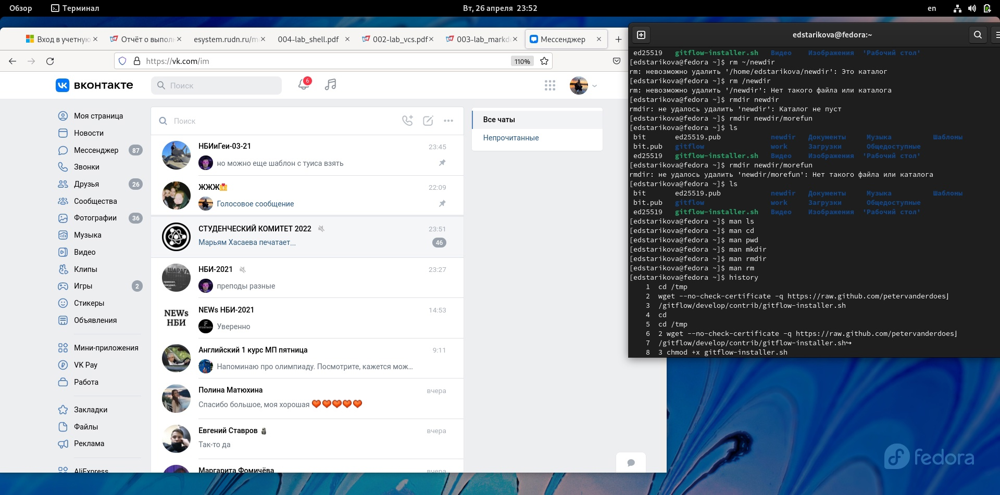 Обзор Терминал Вт, 26 апреля 23:52 en
Вход в учетную Отчёт о выпол esystem.rudn.ru/m 004-lab_shell.pdf 002-lab_vcs.pdf 003-lab_markd Мессенджер
https://vk.com/im 110%
вконтакте Поиск 6
Моя страница
Новости
Мессенджер 87
Звонки
Друзья 26
Сообщества
Фотографии 36
Музыка
Видео
Клипы
Игры 2
Стикеры
Объявления
Мини-приложения
VK Pay
Работа
Закладки
Файлы
Реклама
AliExpress
Поиск
НБИиГеи-03-21 23:45
но можно еще шаблон с туиса взять
ЖЖЖ 22:09
Голосовое сообщение
СТУДЕНЧЕСКИЙ КОМИТЕТ 2022 23:51
Марьям Хасаева печатает... 46
НБИ-2021 23:27
преподы разные
NEWs НБИ
NEWs НБИ-2021 14:53
Уверенно
Английский 1 курс МП пятница 9:11
Напоминаю про олимпиаду. Посмотрите, кажется мож...
Полина Матюхина вчера
Спасибо большое, моя хорошая ❤️❤️❤️❤️❤️
Евгений Ставров 🗿 вчера
Так-то да
Маргарита Фомичёва вчера
Все чаты
Непрочитанные
edstarikova@fedora:~
ed25519 gitflow-installer.sh Видео Изображения 'Рабочий стол'
[edstarikova@fedora ~]$ rm ~/newdir
rm: невозможно удалить '/home/edstarikova/newdir': Это каталог
[edstarikova@fedora ~]$ rm /newdir
rm: невозможно удалить '/newdir': Нет такого файла или каталога
[edstarikova@fedora ~]$ rmdir newdir
rmdir: не удалось удалить 'newdir': Каталог не пуст
[edstarikova@fedora ~]$ rmdir newdir/morefun
[edstarikova@fedora ~]$ ls
bit ed25519.pub newdir Документы Музыка Шаблоны
bit.pub gitflow work Загрузки Общедоступные
ed25519 gitflow-installer.sh Видео Изображения 'Рабочий стол'
[edstarikova@fedora ~]$ rmdir newdir/morefun
rmdir: не удалось удалить 'newdir/morefun': Нет такого файла или каталога
[edstarikova@fedora ~]$ ls
bit ed25519.pub newdir Документы Музыка Шаблоны
bit.pub gitflow work Загрузки Общедоступные
ed25519 gitflow-installer.sh Видео Изображения 'Рабочий стол'
[edstarikova@fedora ~]$ man ls
[edstarikova@fedora ~]$ man cd
[edstarikova@fedora ~]$ man pwd
[edstarikova@fedora ~]$ man mkdir
[edstarikova@fedora ~]$ man rmdir
[edstarikova@fedora ~]$ man rm
[edstarikova@fedora ~]$ history
1 cd /tmp
2 wget --no-check-certificate -q https://raw.github.com/petervanderdoes⌋
3 /gitflow/develop/contrib/gitflow-installer.sh
4 cd
5 cd /tmp
6 2 wget --no-check-certificate -q https://raw.github.com/petervanderdoes⌋
7 /gitflow/develop/contrib/gitflow-installer.sh↪
8 3 chmod +x gitflow-installer.sh
fedora